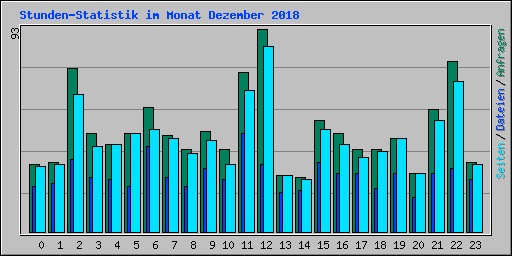 Stunden-Statistik im Monat Dezember 2018
93
Seiten / Dateien / Anfragen
0 1 2 3 4 5 6 7 8 9 10 11 12 13 14 15 16 17 18 19 20 21 22 23